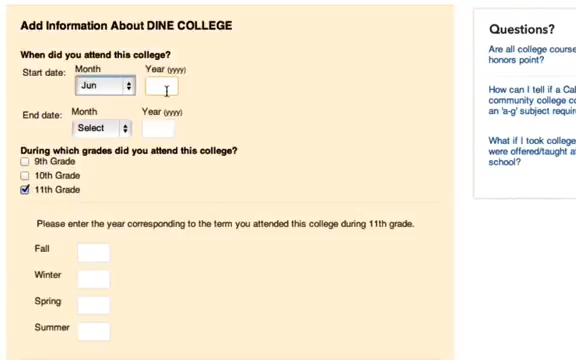 Add Information About DINE COLLEGE
When did you attend this college?
Start date:
Month
Year (yyyy)
Jun
End date:
Month
Year (yyyy)
Select
During which grades did you attend this college?
9th Grade
10th Grade
11th Grade
Please enter the year corresponding to the term you attended this college during 11th grade.
Fall
Winter
Spring
Summer
Questions?
Are all college
honors point?
How can I tell if a
community college
an 'a-g' subject
What if I took college
were offered/taught
school?